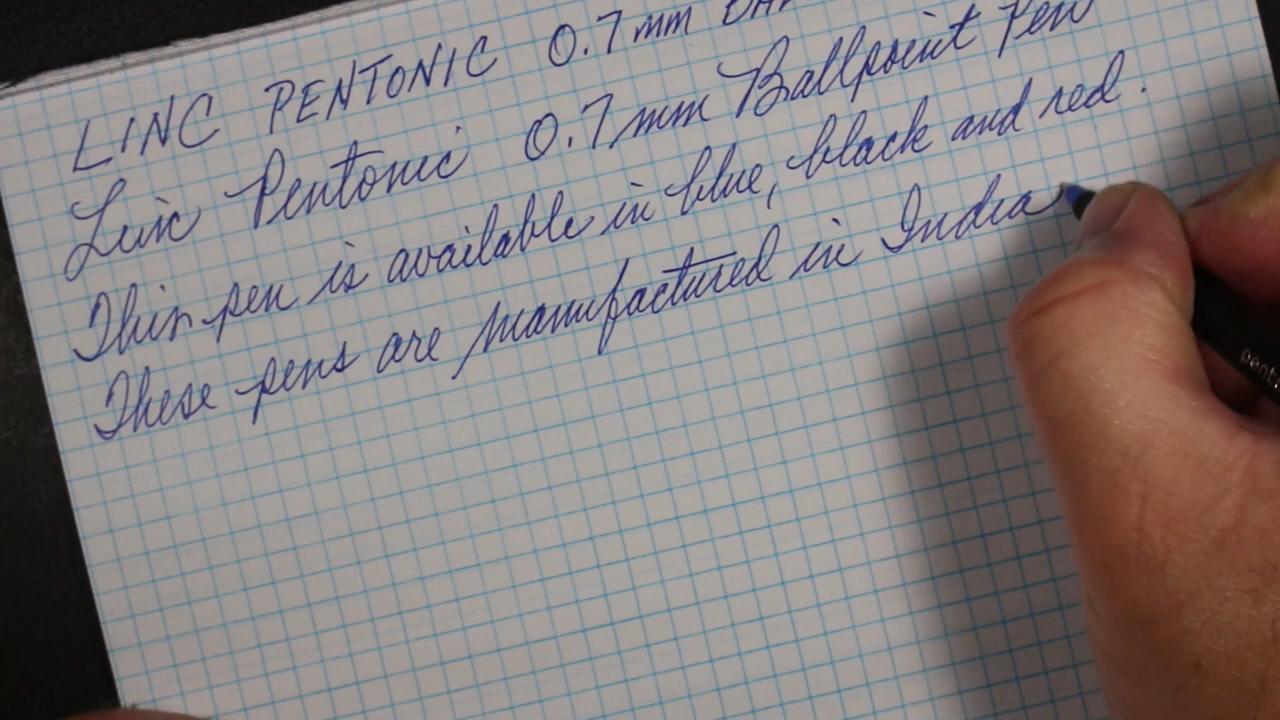 LINC PENTONIC 0.7mm
Linc Pentonic 0.7mm Ballpoint Pen
This pen is available in blue, black and red.
These pens are manufactured in India